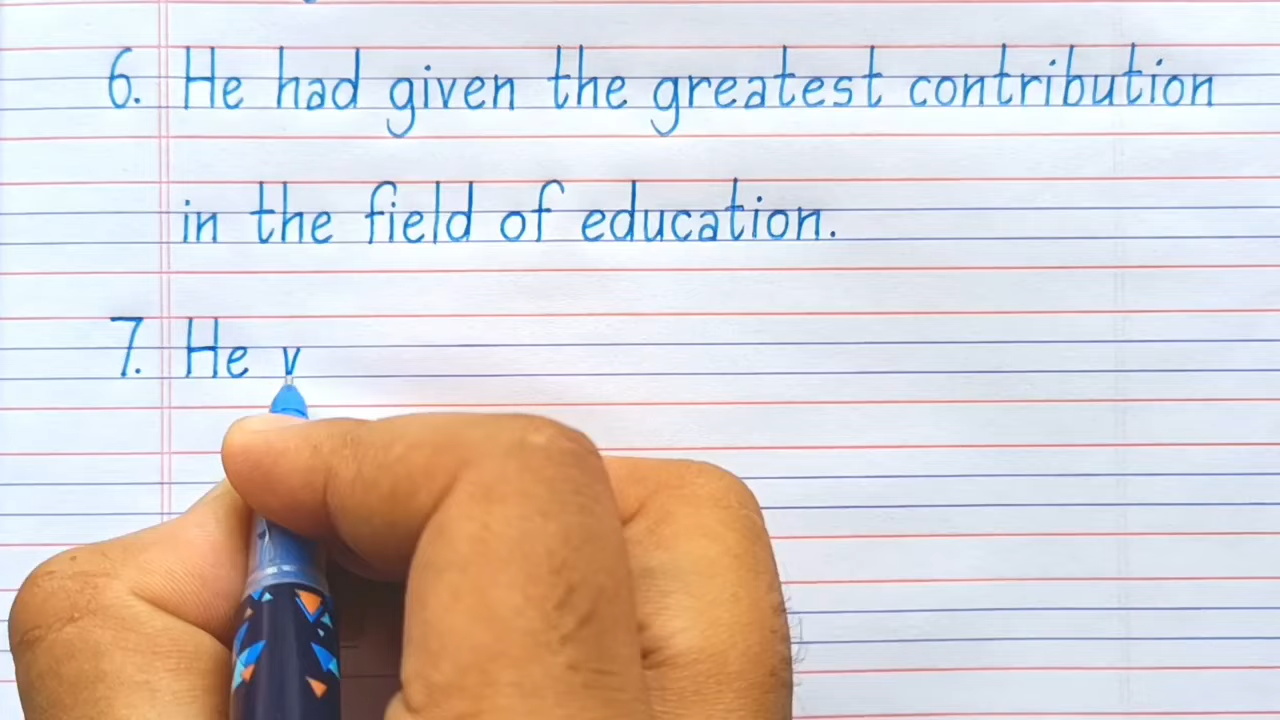 6. He had given the greatest contribution
in the field of education.
7. He v